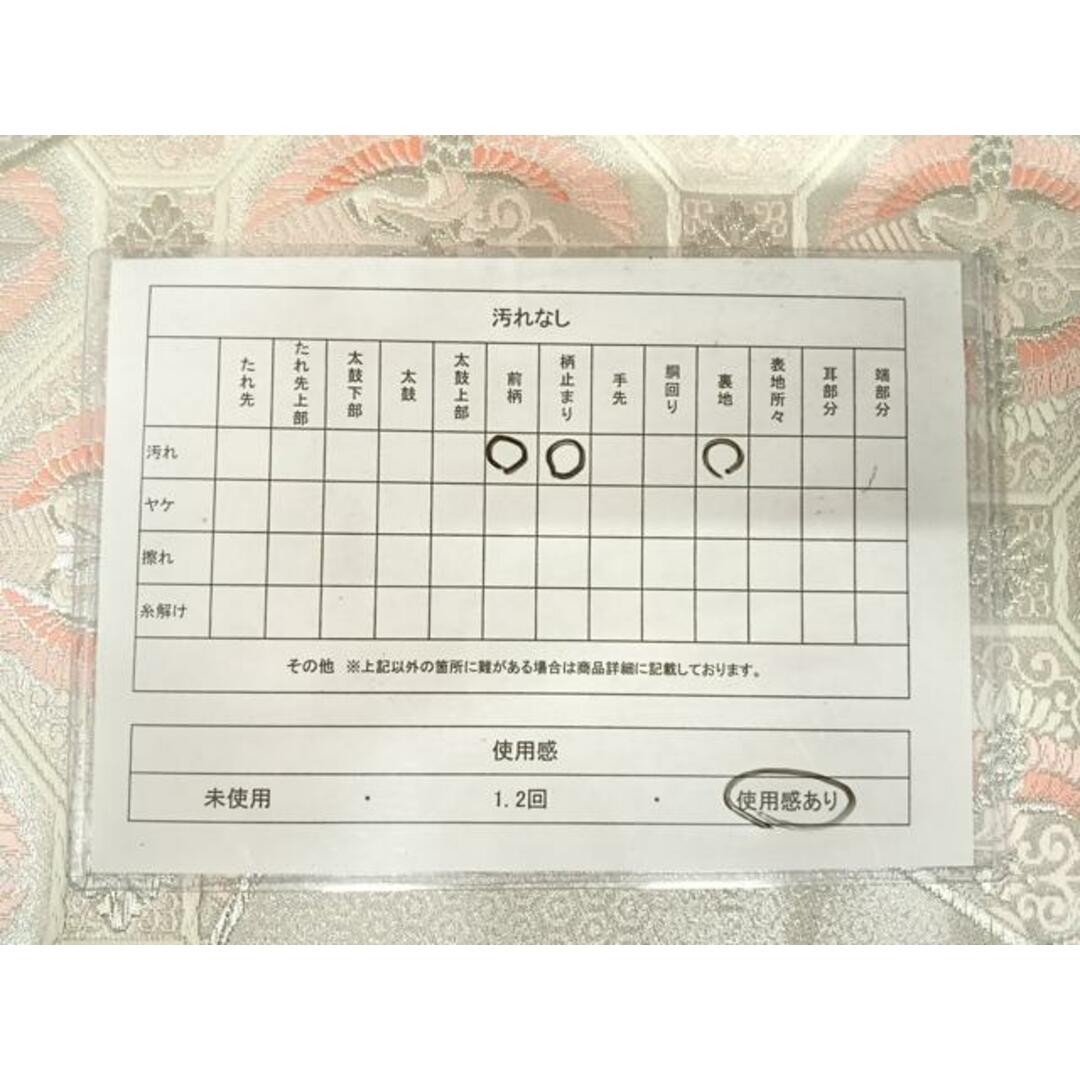 汚れなし
たれ先 たれ先上部 太鼓下部 太鼓 太鼓上部 前柄 柄止まり 手先 胴回り 裏地 表地所々 耳部分 端部分
汚れ
ヤケ
擦れ
糸解け
その他 ※上記以外の箇所に難がある場合は商品詳細に記載しております。
使用感
未使用 ・ 1.2回 ・ 使用感あり